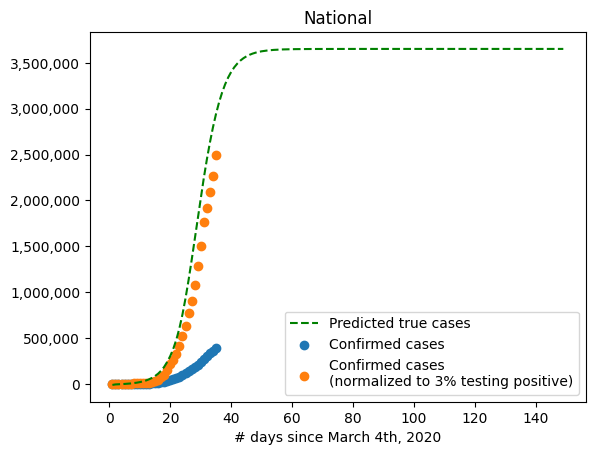 National
3,500,000
3,000,000
2,500,000
2,000,000
1,500,000
1,000,000
500,000
0
Predicted true cases
Confirmed cases
Confirmed cases
(normalized to 3% testing positive)
0 20 40 60 80 100 120 140
# days since March 4th, 2020